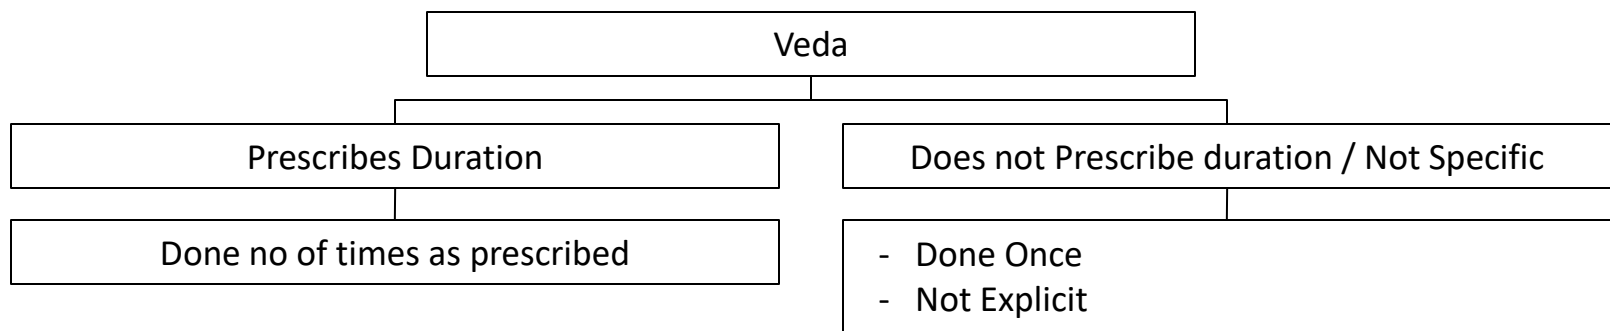 Veda
Prescribes Duration
Does not Prescribe duration / Not Specific
Done no of times as prescribed
- Done Once
- Not Explicit